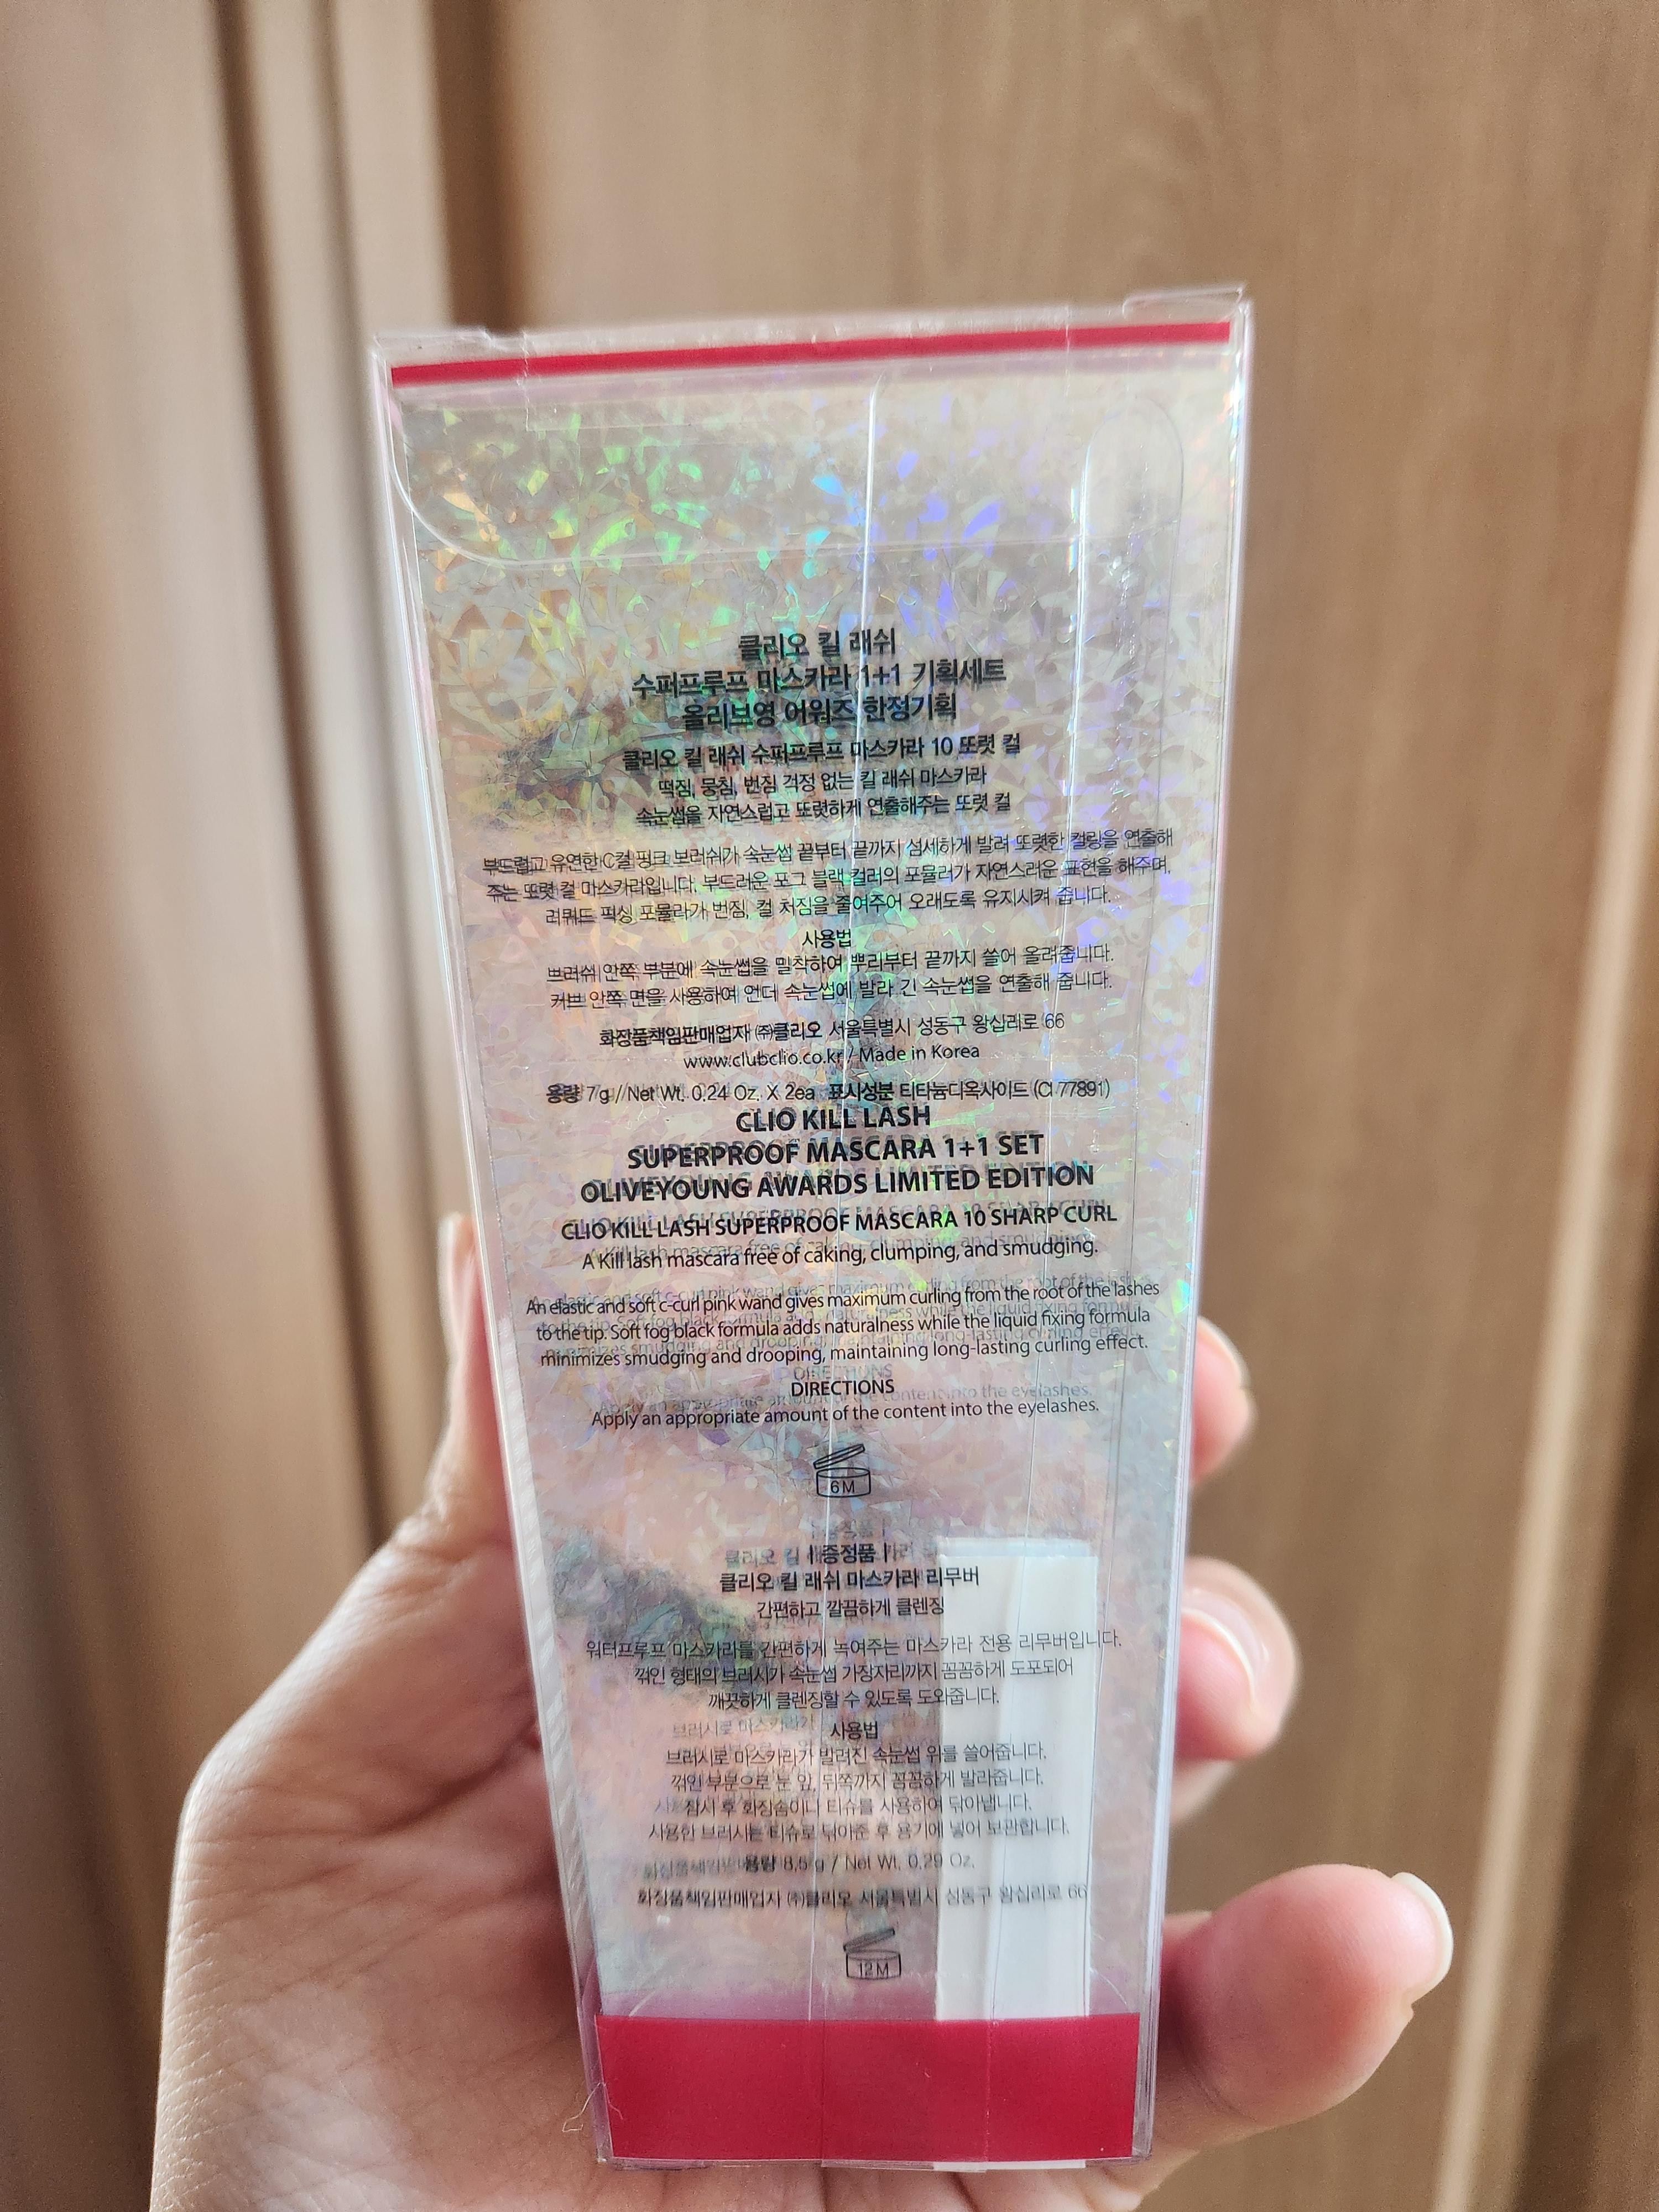 클리오 킬 래쉬
수퍼프루프 마스카라 1+1 기획세트
올리브영 어워즈 한정기획
클리오 킬 래쉬 수퍼프루프 마스카라 10 또렷 컬
떡짐, 뭉침, 번짐 걱정 없는 킬 래쉬 마스카라
속눈썹을 자연스럽고 또렷하게 연출해주는 또렷 컬
부드럽고 유연한 C컬 핑크 브러쉬가 속눈썹 끝부터 끝까지 섬세하게 발려 또렷한 컬링을 연출해
주는 또렷 컬 마스카라입니다. 부드러운 포그 블랙 컬러의 포뮬러가 자연스러운 표현을 해주며,
리퀴드 픽싱 포뮬라가 번짐, 컬 처짐을 줄여주어 오래도록 유지시켜 줍니다.
사용법
브러쉬 안쪽 부분에 속눈썹을 밀착하여 뿌리부터 끝까지 쓸어 올려줍니다.
커브 안쪽 면을 사용하여 언더 속눈썹에 발라 긴 속눈썹을 연출해 줍니다.
화장품책임판매업자 ㈜클리오 서울특별시 성동구 왕십리로 66
www.clubclio.co.kr / Made in Korea
용량 7g / Net Wt. 0.24 Oz. X 2ea 표시성분 티타늄디옥사이드 (CI 77891)
CLIO KILL LASH
SUPERPROOF MASCARA 1+1 SET
OLIVEYOUNG AWARDS LIMITED EDITION
CLIO KILL LASH SUPERPROOF MASCARA 10 SHARP CURL
A Kill lash mascara free of caking, clumping, and smudging.
An elastic and soft c-curl pink wand gives maximum curling from the root of the lashes
to the tip. Soft fog black formula adds naturalness while the liquid fixing formula
minimizes smudging and drooping, maintaining long-lasting curling effect.
DIRECTIONS
Apply an appropriate amount of the content into the eyelashes.
6M
| 증정품 |
클리오 킬 래쉬 마스카라 리무버
간편하고 깔끔하게 클렌징
워터프루프 마스카라를 간편하게 녹여주는 마스카라 전용 리무버입니다.
꺾인 형태의 브러시가 속눈썹 가장자리까지 꼼꼼하게 도포되어
깨끗하게 클렌징할 수 있도록 도와줍니다.
사용법
브러시로 마스카라가 발려진 속눈썹 위를 쓸어줍니다.
꺾인 부분으로 눈 앞, 뒤쪽까지 꼼꼼하게 발라줍니다.
잠시 후 화장솜이나 티슈를 사용하여 닦아냅니다.
사용한 브러시는 티슈로 닦아준 후 용기에 넣어 보관합니다.
용량 8.5 g / Net Wt. 0.29 Oz.
화장품책임판매업자 ㈜클리오 서울특별시 성동구 왕십리로 66
12M